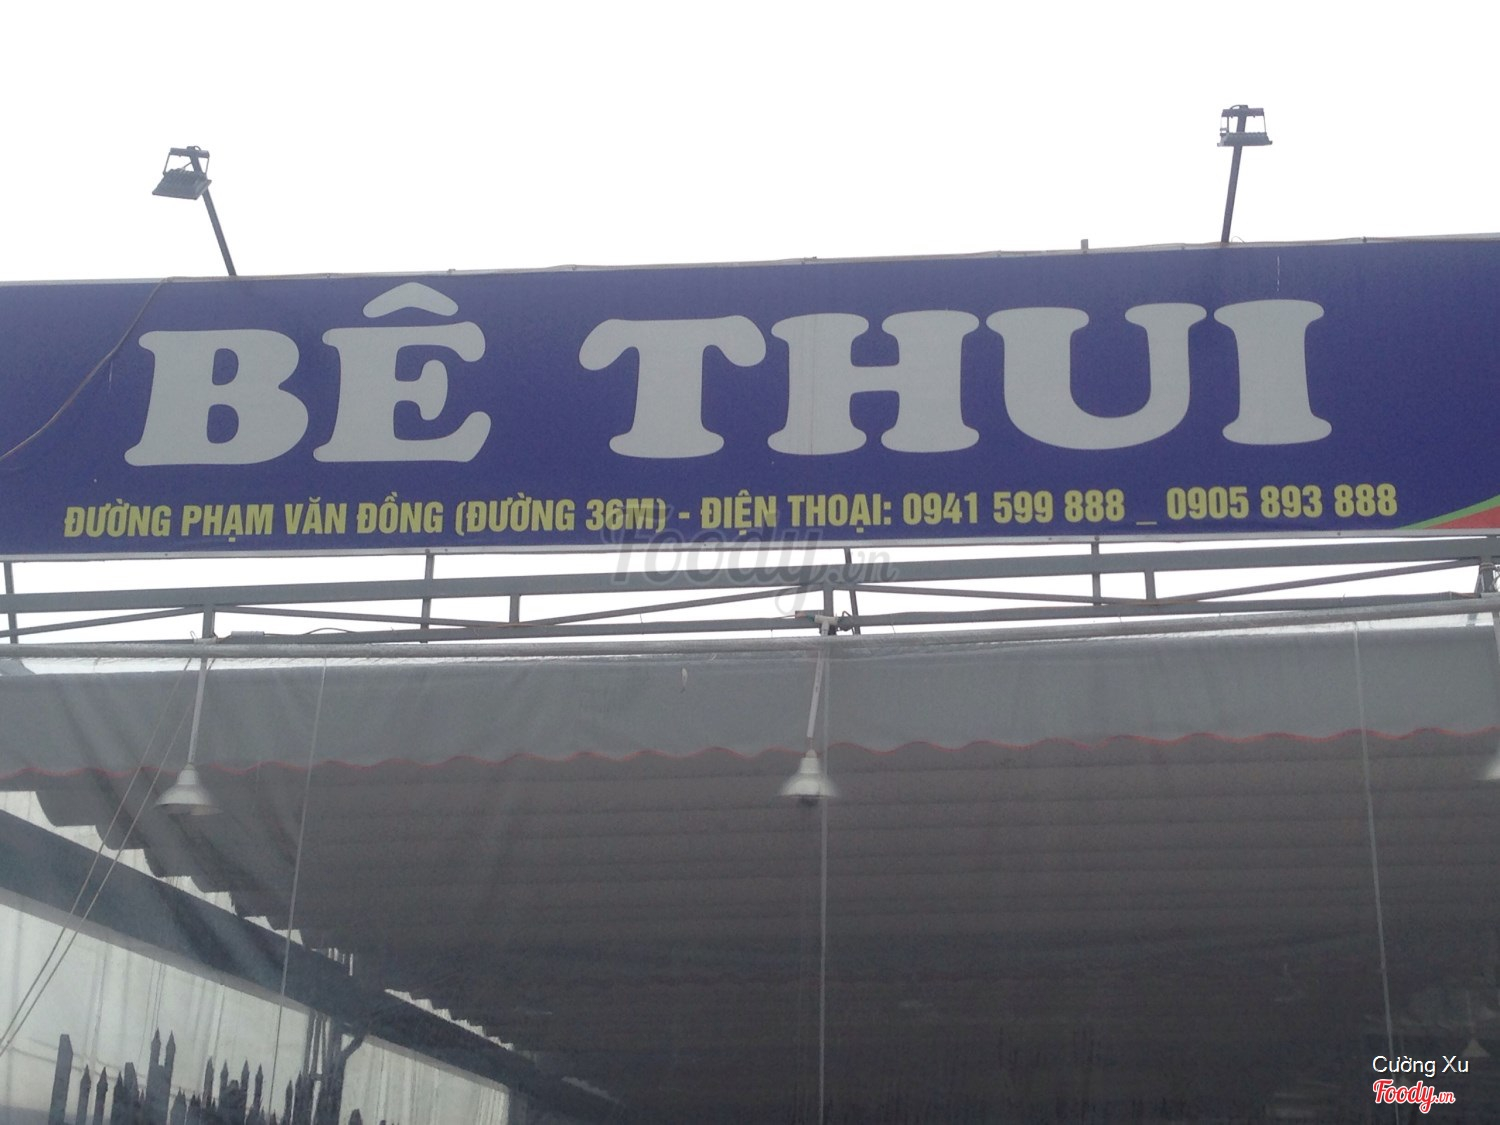 BÊ THUI
ĐƯỜNG PHẠM VĂN ĐỒNG (ĐƯỜNG 36M) - ĐIỆN THOẠI: 0941 599 888 _ 0905 893 888
Foody.vn
Cường Xu
Foody.vn